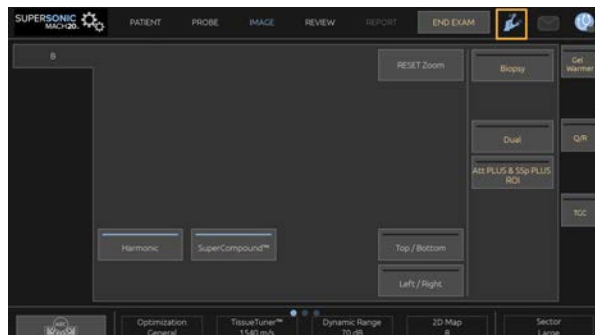 SUPERSONIC
MACH20.
PATIENT
PROBE
IMAGE
REVIEW
REPORT
END EXAM
B
RESET Zoom
Biopsy
Gel
Warmer
Dual
Q/R
Att PLUS & SSp PLUS
ROI
TGC
Harmonic
SuperCompound™
Top / Bottom
Left / Right
Optimization
General
TissueTuner™
1540 m/s
Dynamic Range
70 dB
2D Map
8
Sector
Large